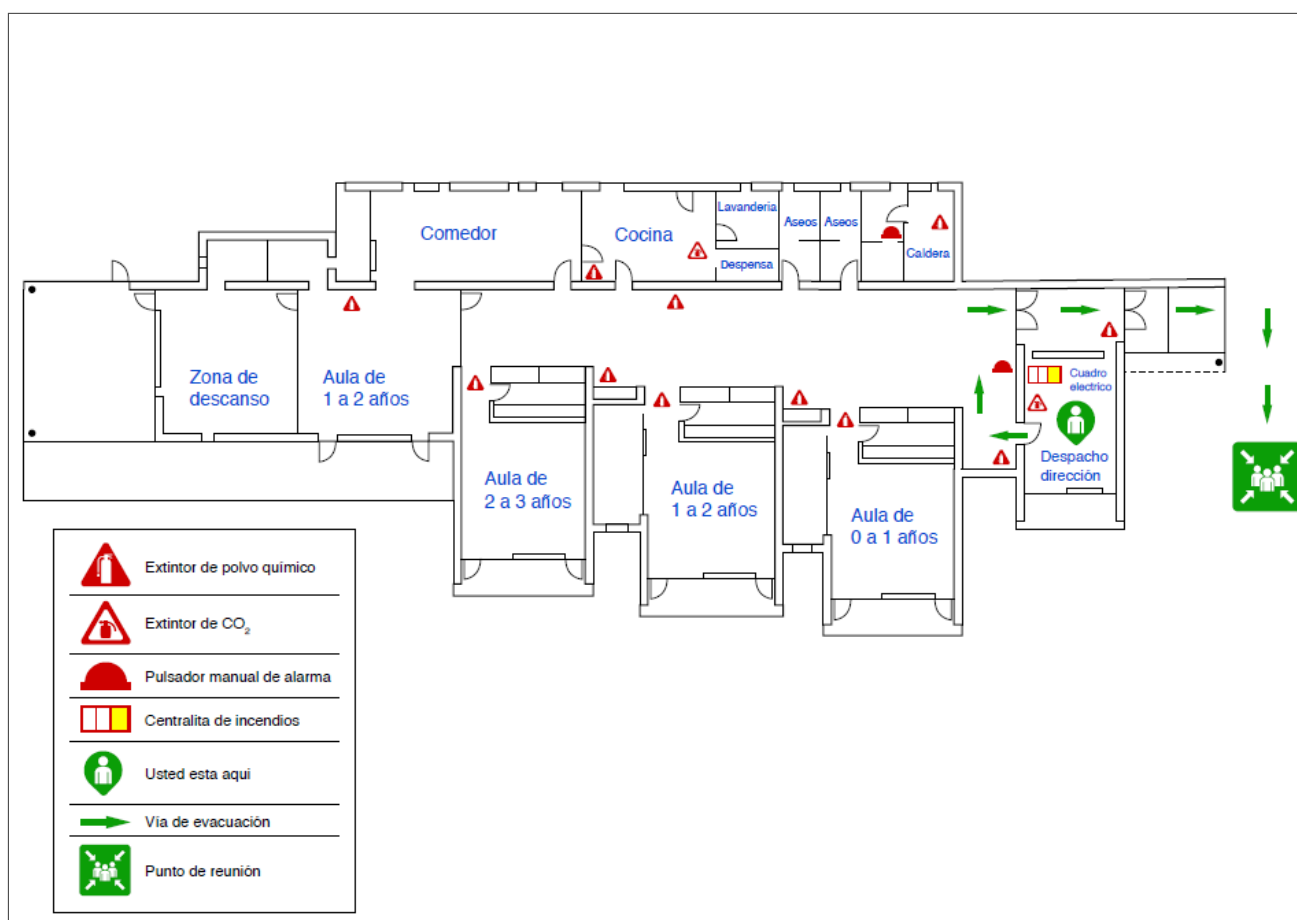 Lavanderia
Comedor
Cocina
Aseos
Aseos
Despensa
Caldera
Zona de
descanso
Aula de
1 a 2 años
Cuadro
electrico
Despacho
dirección
Aula de
2 a 3 años
Aula de
1 a 2 años
Aula de
0 a 1 años
Extintor de polvo químico
Extintor de CO2
Pulsador manual de alarma
Centralita de incendios
Usted esta aqui
Vía de evacuación
Punto de reunión